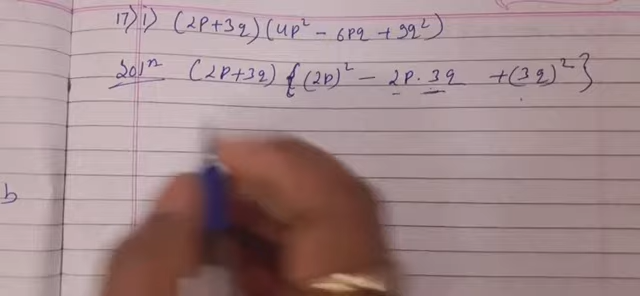 17) i) (2p+3q)(4p² - 6pq + 9q²)
Solⁿ (2p+3q) {(2p)² - 2p. 3q + (3q)²}
b